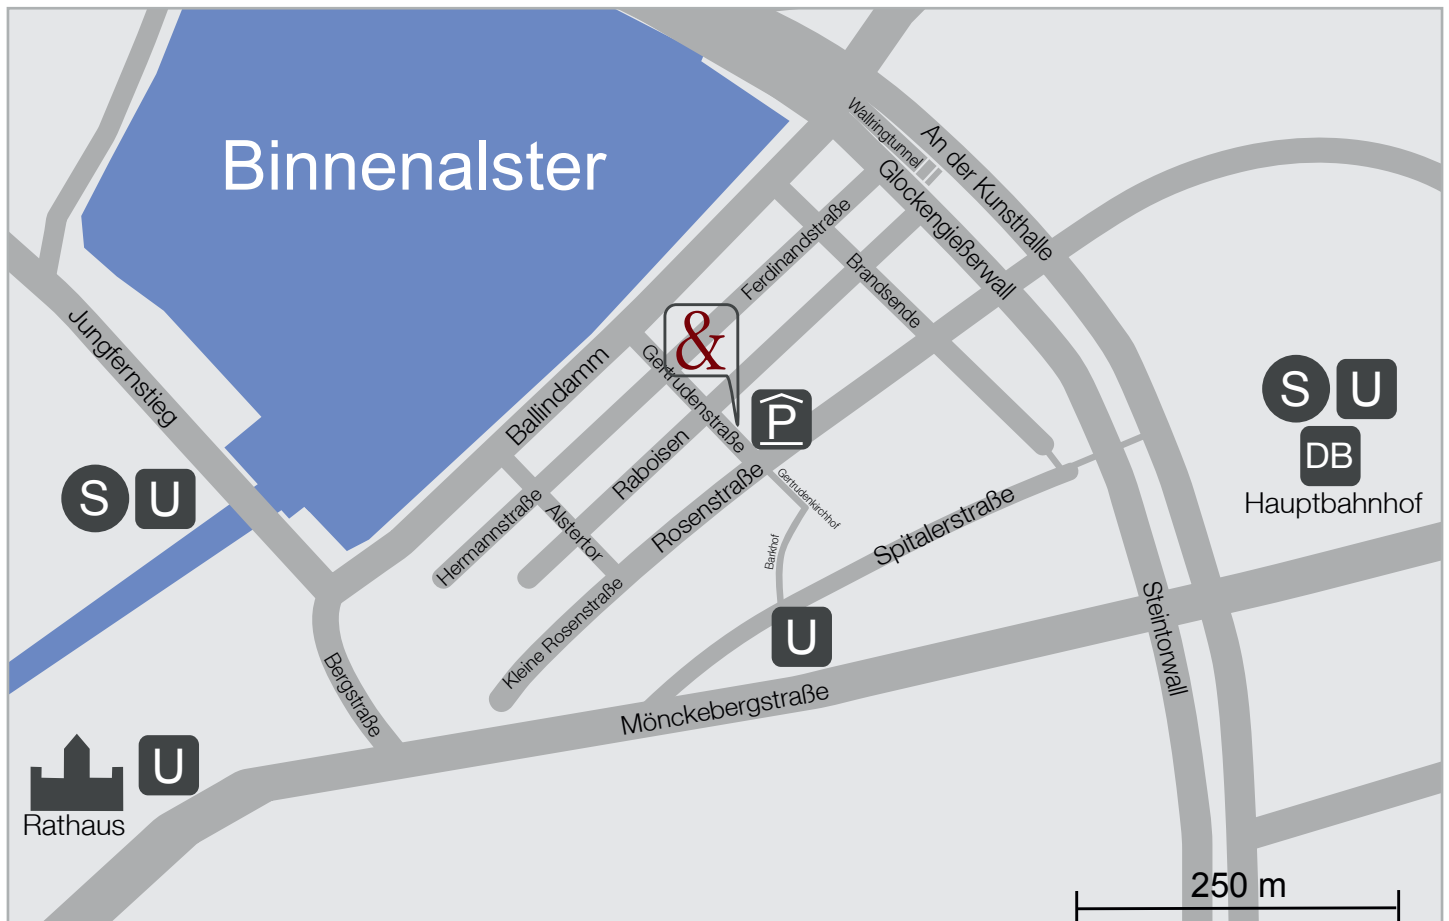 Binnenalster
Wallringtunnel
An der Kunsthalle
Glockengießerwall
Ferdinandstraße
Brandsende
&
Gertrudenstraße
P
Jungfernstieg
Ballindamm
S U
DB
Hauptbahnhof
Raboisen
Rosenstraße
Gertrudenkirchhof
S U
Hermannstraße
Alstertor
Barkhof
Spitalerstraße
Kleine Rosenstraße
U
Steintorwall
Bergstraße
Mönckebergstraße
U
Rathaus
250 m